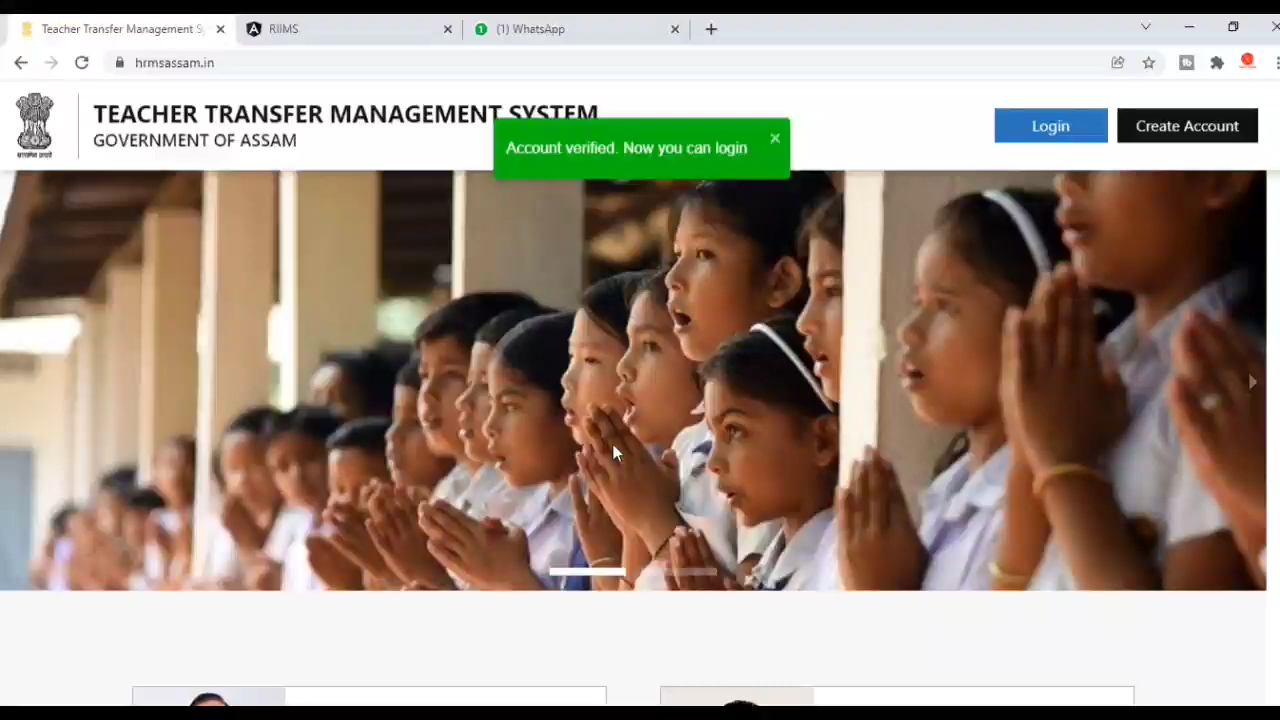 Teacher Transfer Management S
RIIMS
(1) WhatsApp
hrmsassam.in
TEACHER TRANSFER MANAGEMENT SYSTEM
GOVERNMENT OF ASSAM
Login
Create Account
Account verified. Now you can login